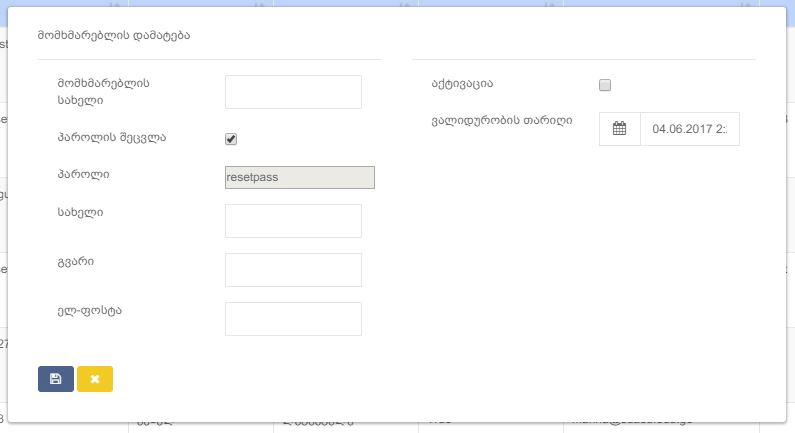 მომხმარებლის დამატება
მომხმარებლის
სახელი
აქტივაცია
პაროლის შეცვლა
ვალიდურობის თარიღი
04.06.2017 2:
პაროლი
resetpass
სახელი
გვარი
ელ-ფოსტა